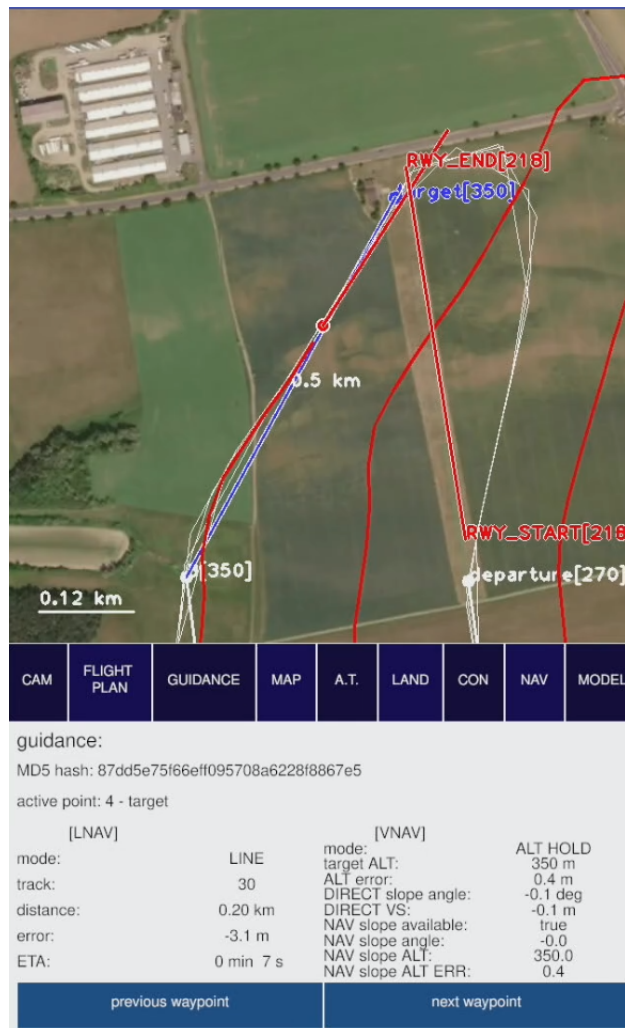 RWY_END[218]
target[350]
0.5 km
[350]
RWY_START[218
departure[270]
0.12 km
CAM
FLIGHT PLAN
GUIDANCE
MAP
A.T.
LAND
CON
NAV
MODEL
guidance:
MD5 hash: 87dd5e75f66eff095708a6228f8867e5
active point: 4 - target
[LNAV]
mode: LINE
track: 30
distance: 0.20 km
error: -3.1 m
ETA: 0 min 7 s
[VNAV]
mode: ALT HOLD
target ALT: 350 m
ALT error: 0.4 m
DIRECT slope angle: -0.1 deg
DIRECT VS: -0.1 m
NAV slope available: true
NAV slope angle: -0.0
NAV slope ALT: 350.0
NAV slope ALT ERR: 0.4
previous waypoint
next waypoint